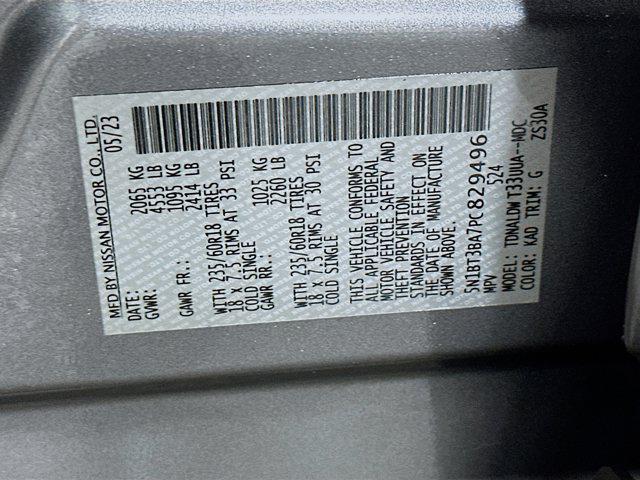 MFD BY NISSAN MOTOR CO., LTD.
DATE: 05/23
GVWR: 2065 KG
4553 LB
GAWR FR.: 1095 KG
2414 LB
WITH 235/60R18 TIRES
18 x 7.5 RIMS AT 33 PSI
COLD SINGLE
GAWR RR.: 1025 KG
2260 LB
WITH 235/60R18 TIRES
18 x 7.5 RIMS AT 30 PSI
COLD SINGLE
THIS VEHICLE CONFORMS TO
ALL APPLICABLE FEDERAL
MOTOR VEHICLE SAFETY AND
THEFT PREVENTION
STANDARDS IN EFFECT ON
THE DATE OF MANUFACTURE
SHOWN ABOVE.
5N1BT3BA7PC829496
MPV 524
MODEL: TDNALDW T33UUA--MDC
COLOR: KAD TRIM: G ZS30A